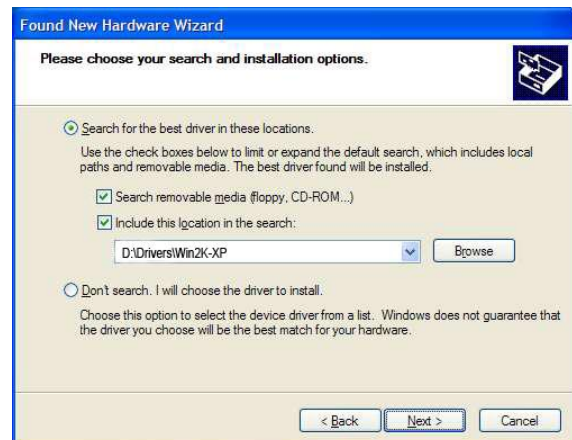 Found New Hardware Wizard
Please choose your search and installation options.
Search for the best driver in these locations.
Use the check boxes below to limit or expand the default search, which includes local
paths and removable media. The best driver found will be installed.
Search removable media (floppy, CD-ROM...)
Include this location in the search:
D:\Drivers\Win2K-XP
Browse
Don't search. I will choose the driver to install.
Choose this option to select the device driver from a list. Windows does not guarantee that
the driver you choose will be the best match for your hardware.
< Back Next > Cancel